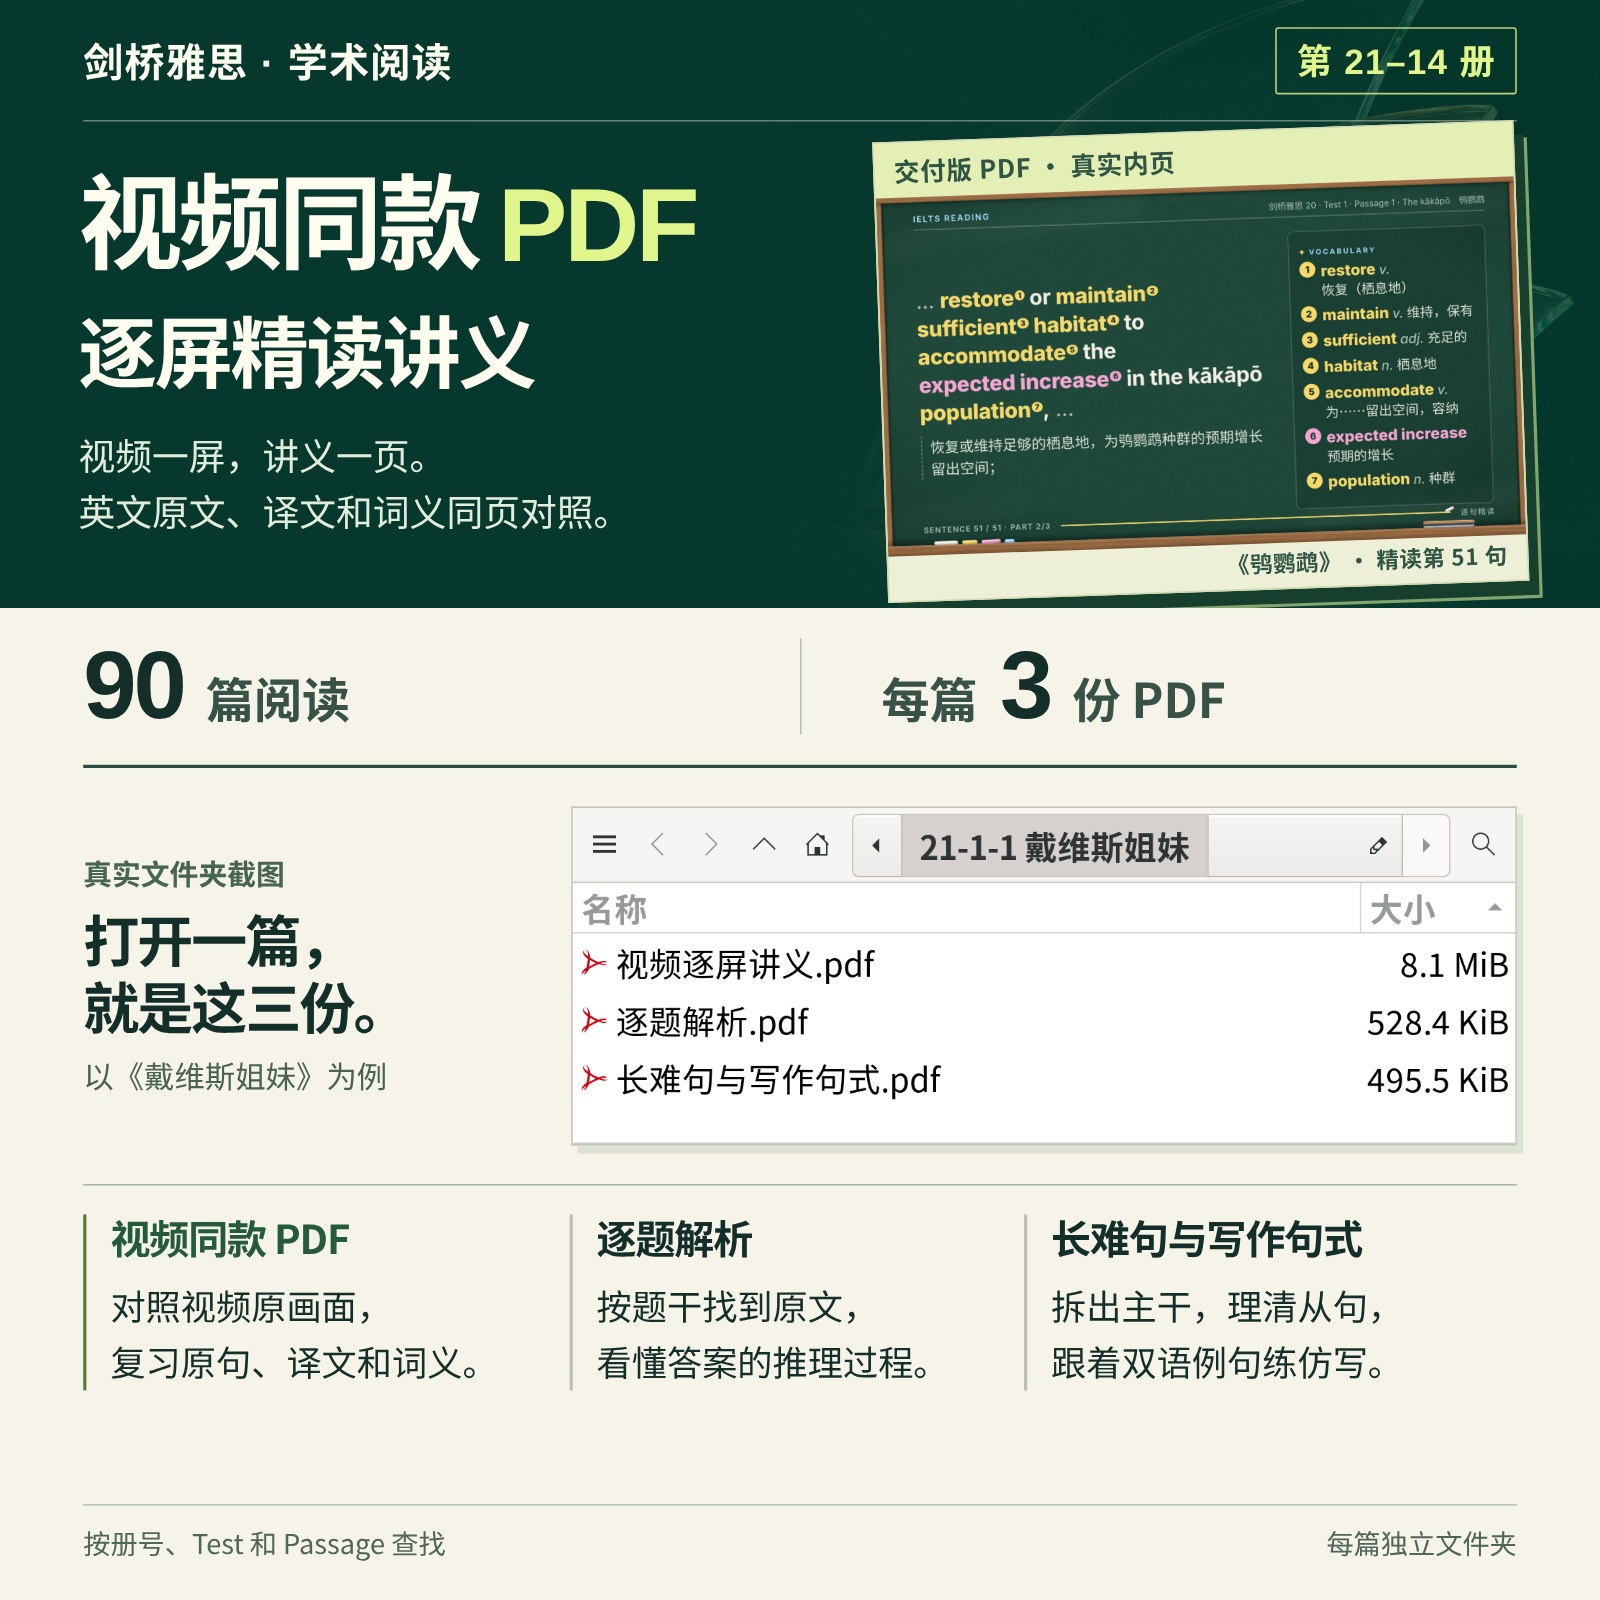 剑桥雅思 · 学术阅读
第 21–14 册
视频同款 PDF
逐屏精读讲义
视频一屏，讲义一页。
英文原文、译文和词义同页对照。
交付版 PDF · 真实内页
IELTS READING
剑桥雅思 20 · Test 1 · Passage 1 · The kākāpō 鸮鹦鹉
... restore❶ or maintain❷
sufficient❸ habitat❹ to
accommodate❺ the
expected increase❻ in the kākāpō
population❼, ...
恢复或维持足够的栖息地，为鸮鹦鹉种群的预期增长
留出空间；
VOCABULARY
1 restore v.
恢复（栖息地）
2 maintain v. 维持，保有
3 sufficient adj. 充足的
4 habitat n. 栖息地
5 accommodate v.
为……留出空间，容纳
6 expected increase
预期的增长
7 population n. 种群
SENTENCE 51 / 51 · PART 2/3
逐句精读
《鸮鹦鹉》 · 精读第 51 句
90 篇阅读
每篇 3 份 PDF
真实文件夹截图
打开一篇，
就是这三份。
以《戴维斯姐妹》为例
21-1-1 戴维斯姐妹
名称 大小
视频逐屏讲义.pdf 8.1 MiB
逐题解析.pdf 528.4 KiB
长难句与写作句式.pdf 495.5 KiB
视频同款 PDF
对照视频原画面，
复习原句、译文和词义。
逐题解析
按题干找到原文，
看懂答案的推理过程。
长难句与写作句式
拆出主干，理清从句，
跟着双语例句练仿写。
按册号、Test 和 Passage 查找
每篇独立文件夹